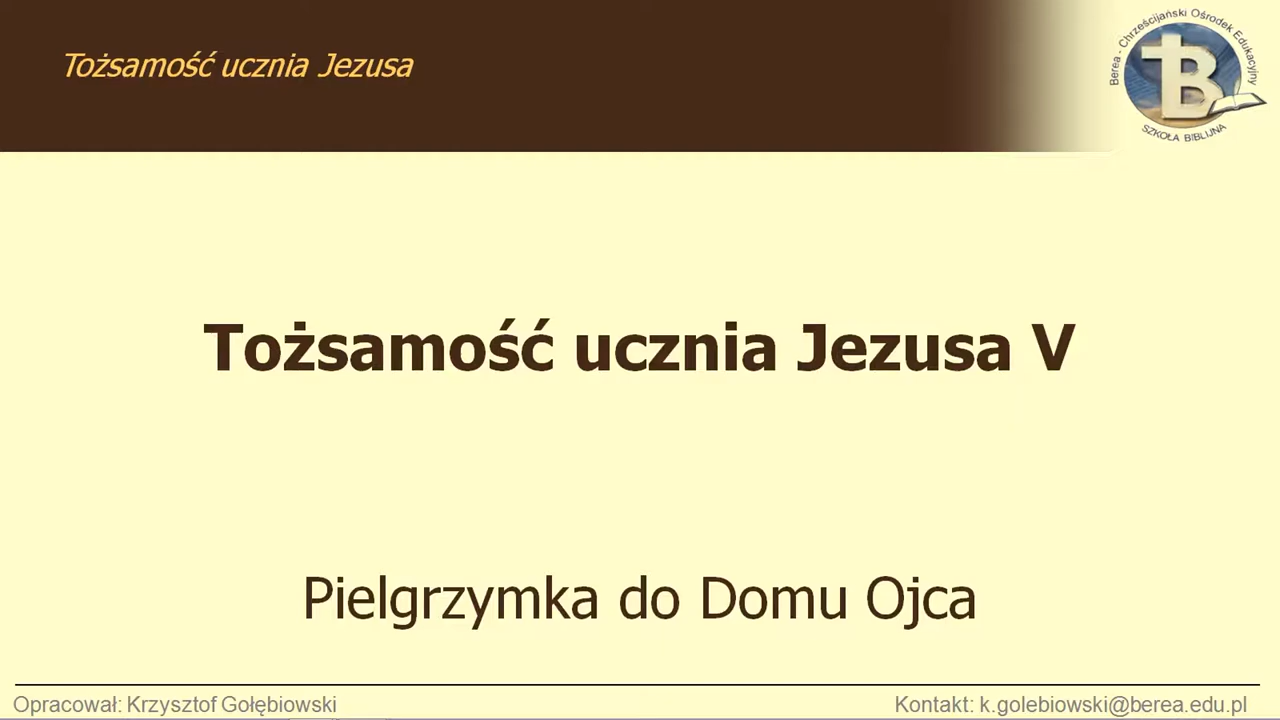 Tożsamość ucznia Jezusa
Berea - Chrześcijański Ośrodek Edukacyjny
B
SZKOŁA BIBLIJNA
Tożsamość ucznia Jezusa V
Pielgrzymka do Domu Ojca
Opracował: Krzysztof Gołębiowski
Kontakt: k.golebiowski@berea.edu.pl